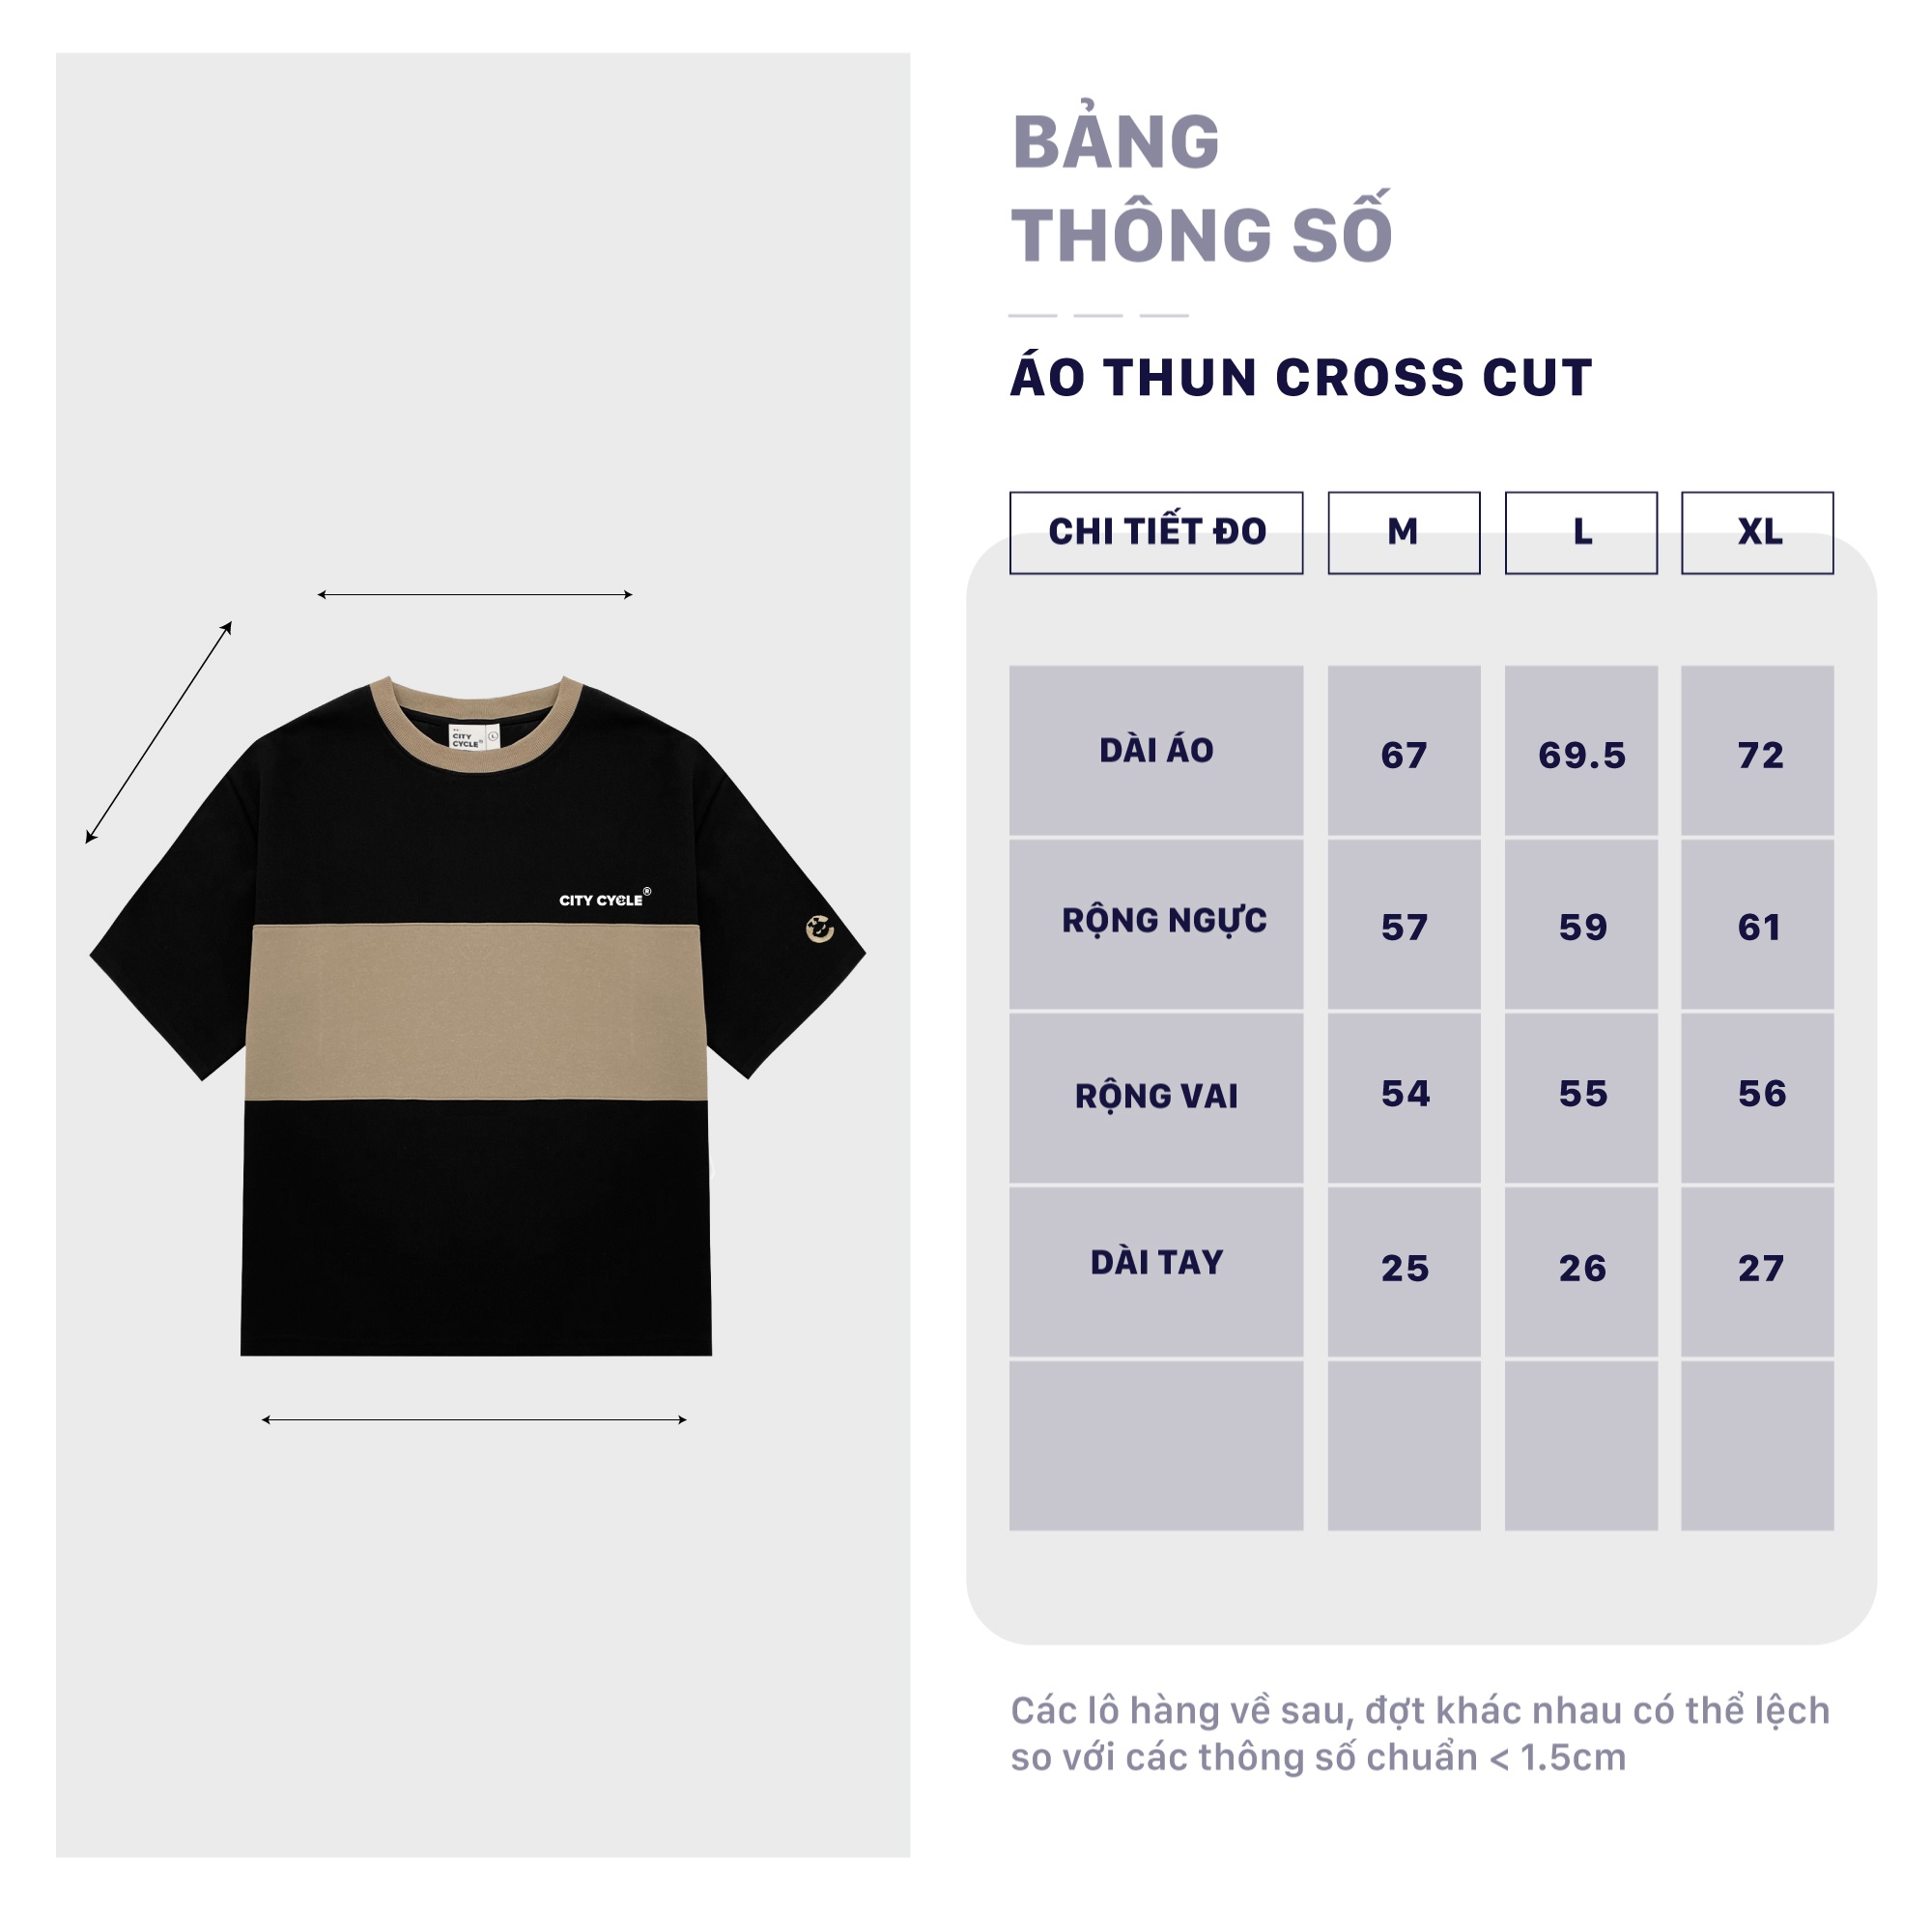 BẢNG
THÔNG SỐ
ÁO THUN CROSS CUT
CHI TIẾT ĐO M L XL
DÀI ÁO 67 69.5 72
RỘNG NGỰC 57 59 61
RỘNG VAI 54 55 56
DÀI TAY 25 26 27
Các lô hàng về sau, đợt khác nhau có thể lệch
so với các thông số chuẩn < 1.5cm
CITY
CYCLE®
L
CITY CYCLE®